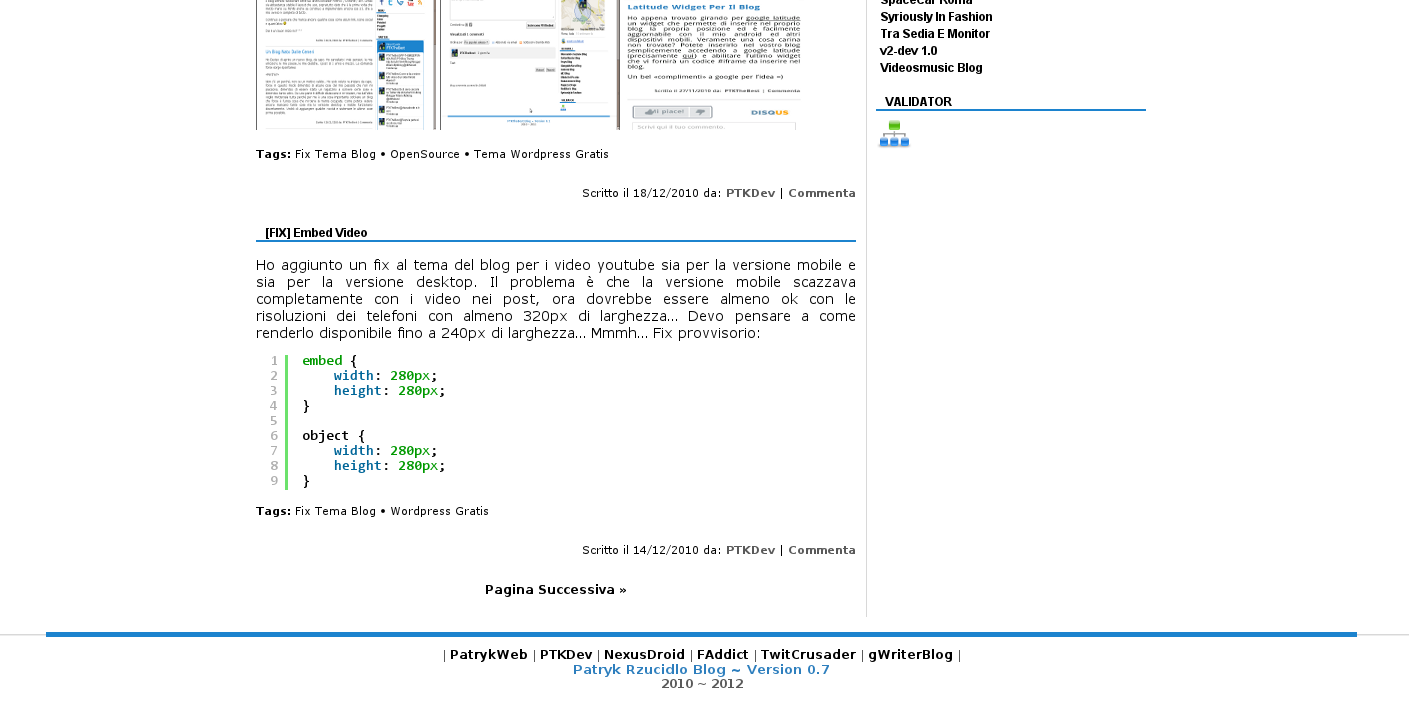 Latitude Widget Per Il Blog
Ho appena trovato girando per google latitude
un widget che permette di inserire nel proprio
blog la propria posizione ed è maggiormente
compatibile con il mio android ed altri
dispositivi mobili. Veramente una cosa carina
non trovate? Potete inserirlo nel vostro blog
semplicemente accedendo a google latitude
(precisamente qui) e abilitare l'utimo widget
che vi fornirà un codice #iframe da inserire nel
vostro blog.
Un bel «complimenti» a google per l'idea =)
Scritto il 27/11/2010 da: PTKTheBest | Commenta
Mi piace!
DISQUS
Scrivi qui il tuo commento.
Tags: Fix Tema Blog • OpenSource • Tema Wordpress Gratis
Scritto il 18/12/2010 da: PTKDev | Commenta
[FIX] Embed Video
Ho aggiunto un fix al tema del blog per i video youtube sia per la versione mobile e
sia per la versione desktop. Il problema è che la versione mobile scazzava
completamente con i video nei post, ora dovrebbe essere almeno ok con le
risoluzioni dei telefoni con almeno 320px di larghezza... Devo pensare a come
renderlo disponibile fino a 240px di larghezza... Mmmh... Fix provvisorio:
1 embed {
2 width: 280px;
3 height: 280px;
4 }
5
6 object {
7 width: 280px;
8 height: 280px;
9 }
Tags: Fix Tema Blog • Wordpress Gratis
Scritto il 14/12/2010 da: PTKDev | Commenta
Pagina Successiva »
SpaceCar Roma
Syriously In Fashion
Tra Sedia E Monitor
v2-dev 1.0
Videosmusic Blog
VALIDATOR
| PatrykWeb | PTKDev | NexusDroid | FAddict | TwitCrusader | gWriterBlog |
Patryk Rzucidlo Blog ~ Version 0.7
2010 ~ 2012